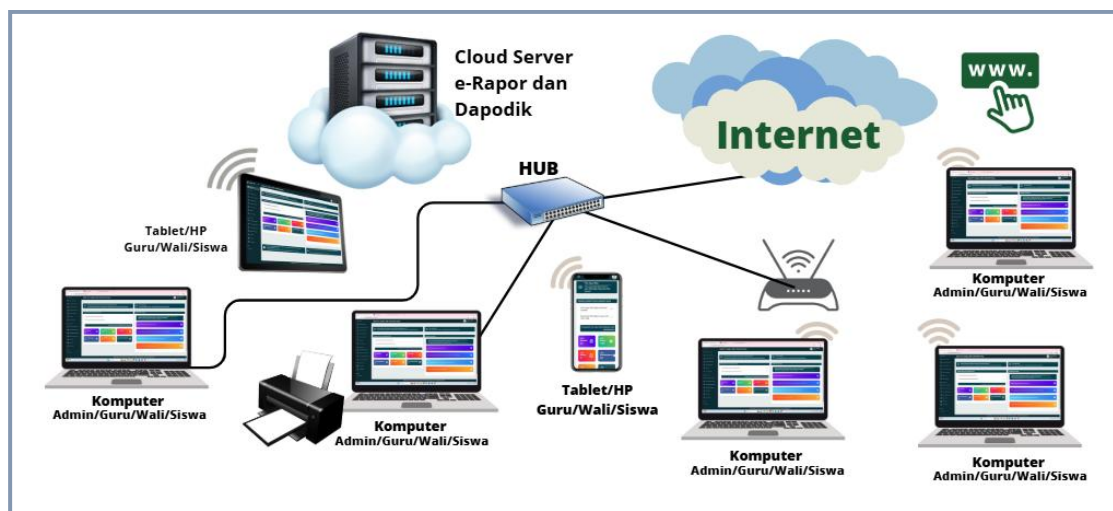 Cloud Server
e-Rapor dan
Dapodik
www.
Internet
HUB
Tablet/HP
Guru/Wali/Siswa
Komputer
Admin/Guru/Wali/Siswa
Komputer
Admin/Guru/Wali/Siswa
Tablet/HP
Guru/Wali/Siswa
Komputer
Admin/Guru/Wali/Siswa
Komputer
Admin/Guru/Wali/Siswa
Komputer
Admin/Guru/Wali/Siswa